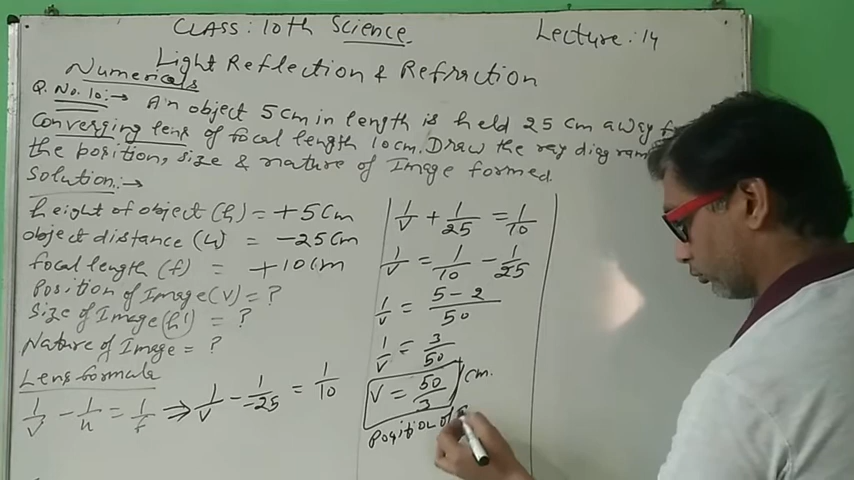 CLASS: 10th Science
Lecture: 14
Light Reflection & Refraction
Numericals
Q. No. 10:→ An object 5cm in length is held 25 cm away
Converging lens of focal length 10cm. Draw the ray diagram
the position, size & nature of Image formed.
Solution:→
height of object (h) = +5cm
object distance (u) = -25cm
focal length (f) = +10cm
Position of Image (v) = ?
Size of Image (h') = ?
Nature of Image = ?
Lens formula
1/v - 1/u = 1/f ⇒ 1/v - 1/-25 = 1/10
1/v + 1/25 = 1/10
1/v = 1/10 - 1/25
1/v = 5-2/50
1/v = 3/50
v = 50/3 cm.
Position of